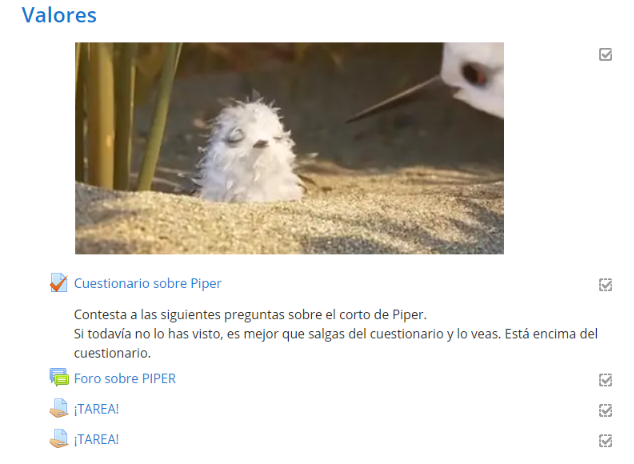 Valores
Cuestionario sobre Piper
Contesta a las siguientes preguntas sobre el corto de Piper.
Si todavía no lo has visto, es mejor que salgas del cuestionario y lo veas. Está encima del
cuestionario.
Foro sobre PIPER
¡TAREA!
¡TAREA!